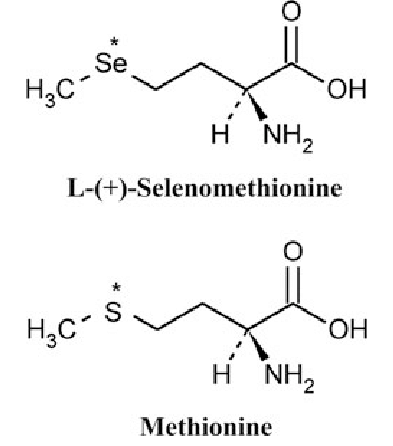 O
*
Se
H₃C
OH
H NH₂
L-(+)-Selenomethionine
O
*
S
H₃C
OH
H NH₂
Methionine